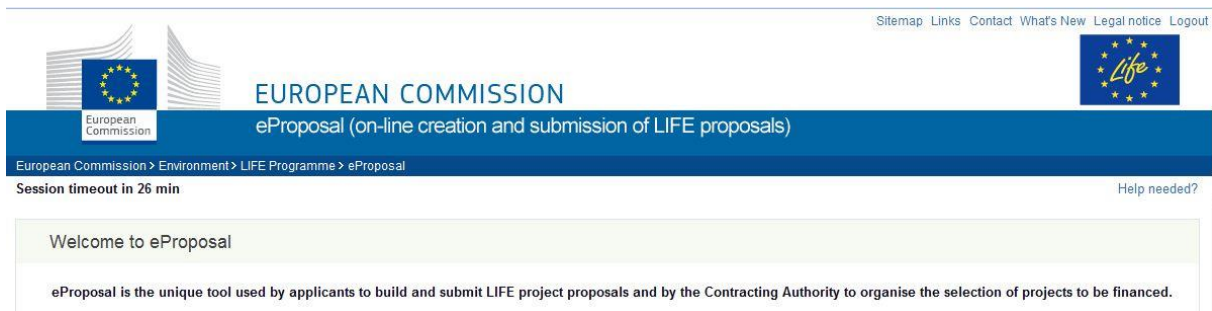 Sitemap Links Contact What's New Legal notice Logout
Life
EUROPEAN COMMISSION
European
Commission
eProposal (on-line creation and submission of LIFE proposals)
European Commission > Environment > LIFE Programme > eProposal
Session timeout in 26 min
Help needed?
Welcome to eProposal
eProposal is the unique tool used by applicants to build and submit LIFE project proposals and by the Contracting Authority to organise the selection of projects to be financed.